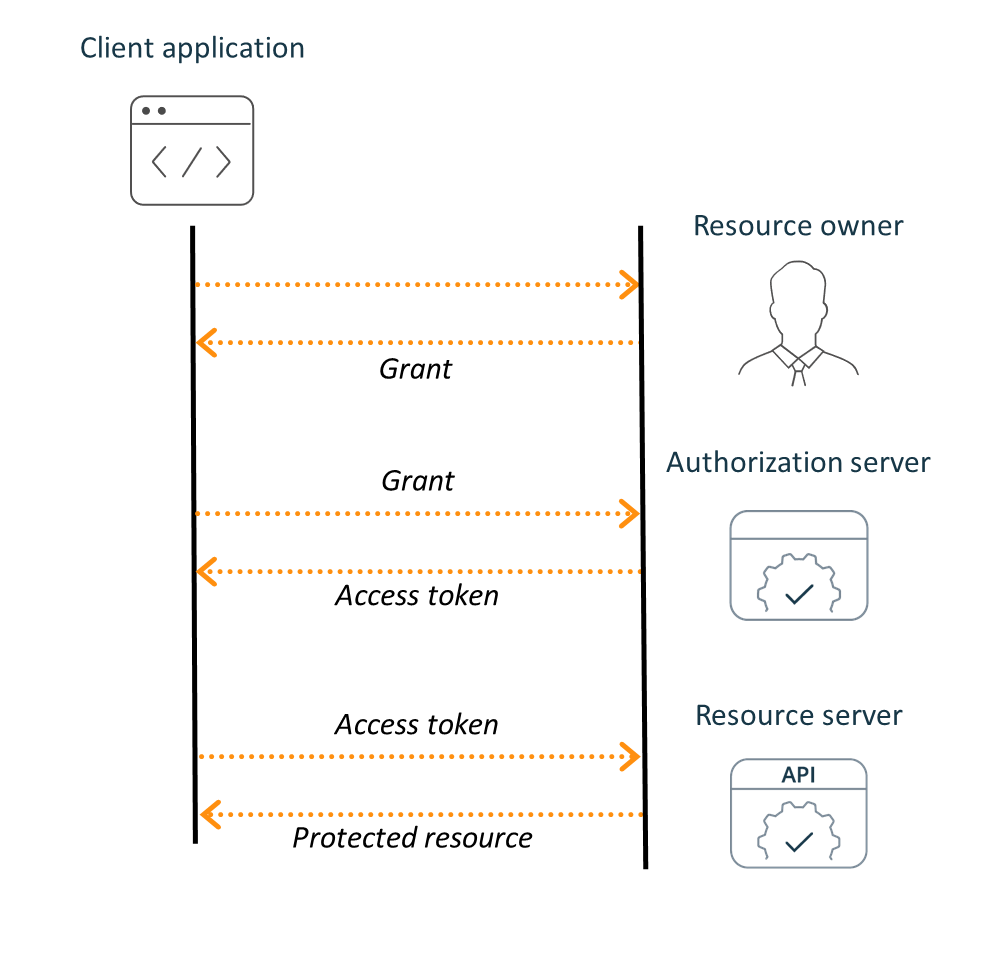 Client application
</>
Resource owner
Grant
Authorization server
Grant
Access token
Resource server
Access token
API
Protected resource